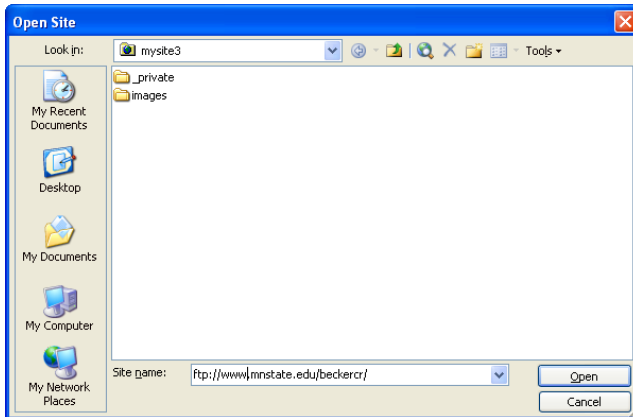 Open Site
Look in:
mysite3
Tools
_private
images
My Recent
Documents
Desktop
My Documents
My Computer
My Network
Places
Site name:
ftp://www.mnstate.edu/beckercr/
Open
Cancel